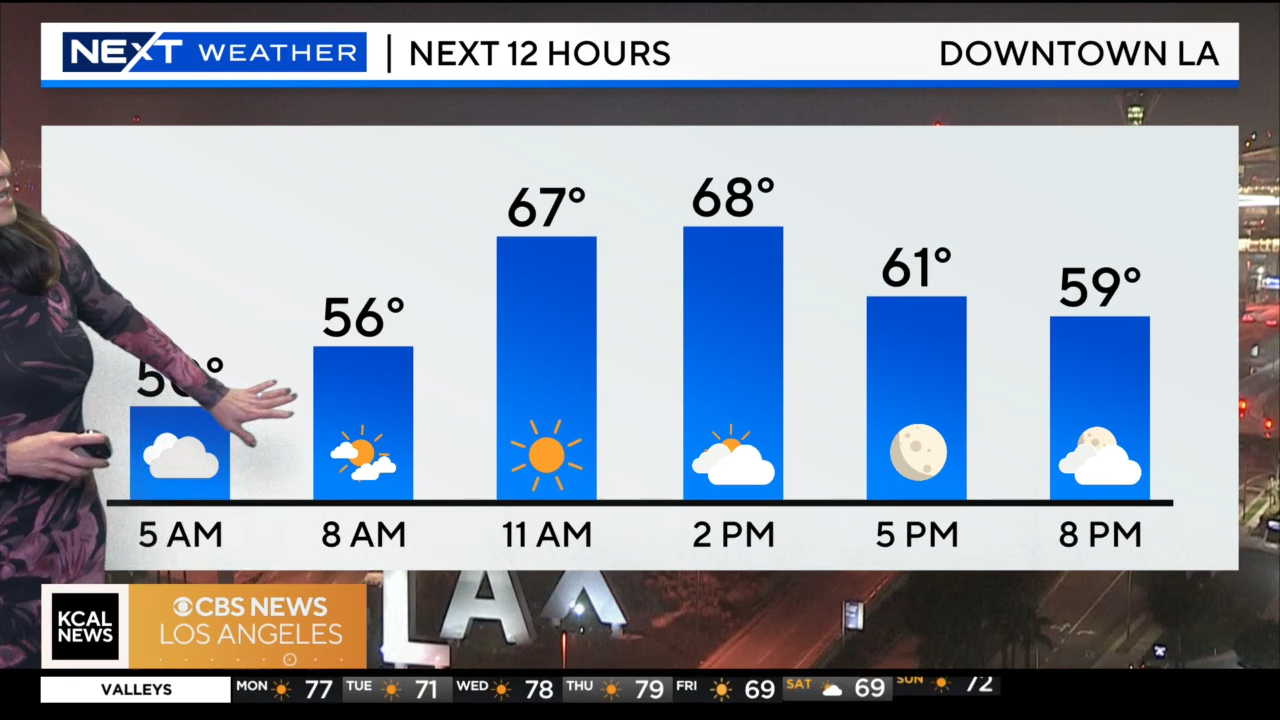 NEXT WEATHER | NEXT 12 HOURS
DOWNTOWN LA
67° 68°
61°
56° 59°
5 AM 8 AM 11 AM 2 PM 5 PM 8 PM
LAX
KCAL NEWS
CBS NEWS
LOS ANGELES
VALLEYS MON 77 TUE 71 WED 78 THU 79 FRI 69 SAT 69 SUN 72